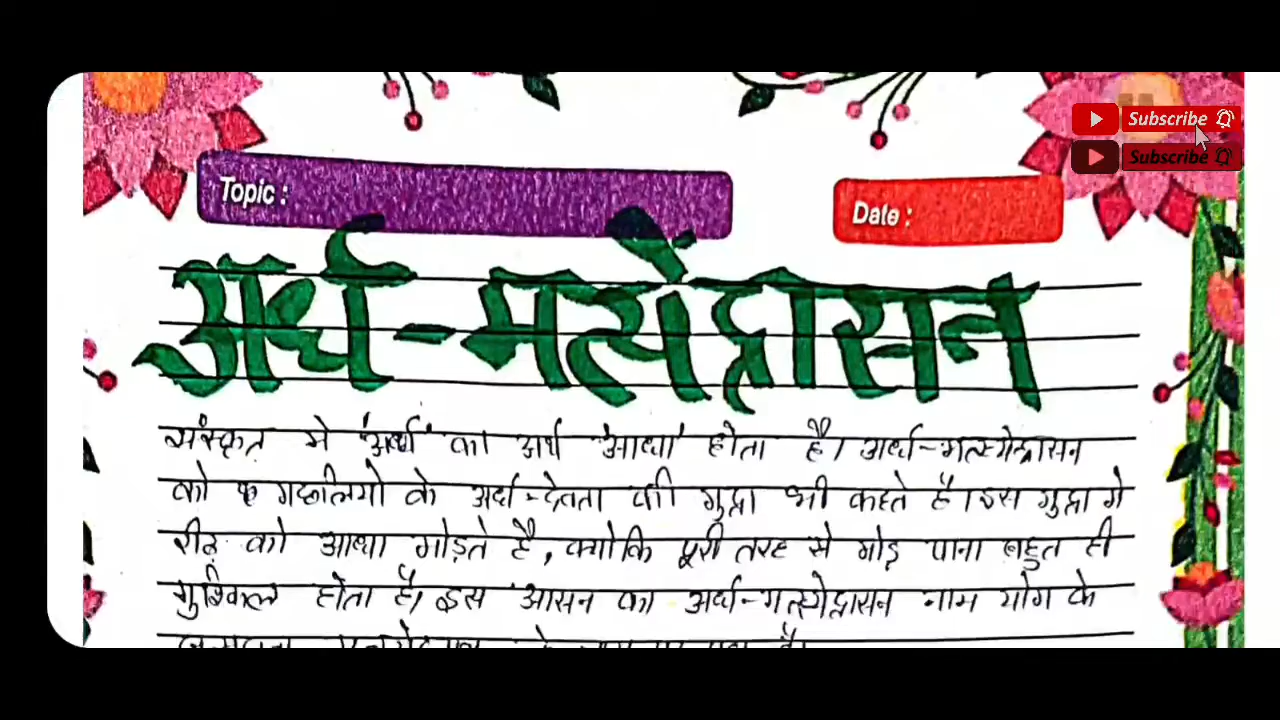 Topic :
Date :
Subscribe
Subscribe
अर्ध-मत्येंद्रासन
संस्कृत में 'अर्ध' का अर्थ 'आधा' होता है। अर्ध-मत्स्येन्द्रासन
को मछलियों के अर्ध-देवता की मुद्रा भी कहते है। इस मुद्रा मे
रीढ़ को आधा मोड़ते है, क्योकि पूरी तरह से मोड़ पाना बहुत ही
मुश्किल होता है, इस आसन का अर्ध-मत्स्येद्रासन नाम योग के